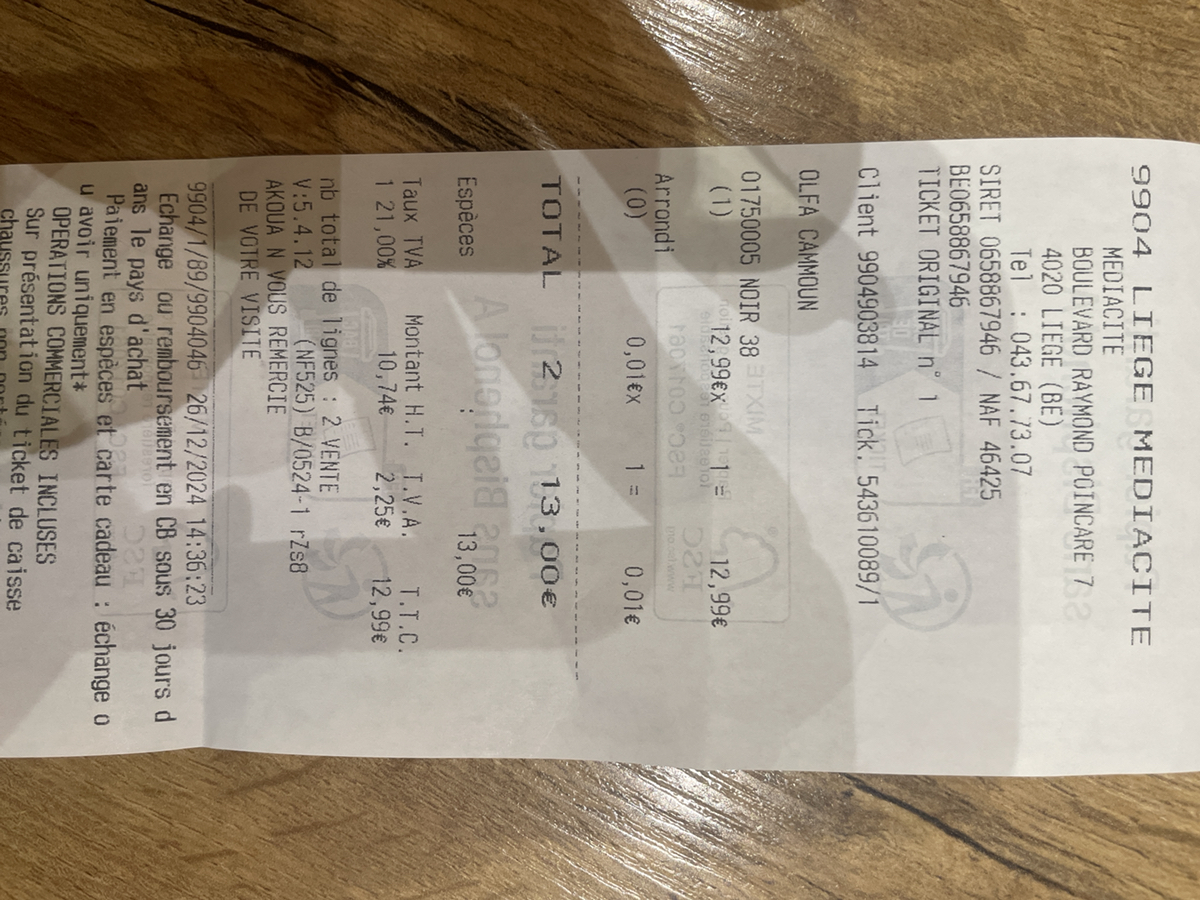 9904 LIEGE MEDIACITE
MEDIACITE
BOULEVARD RAYMOND POINCARE 7
4020 LIEGE (BE)
Tel : 043.67.73.07
SIRET 0658867946 / NAF 46425
BE0658867946
TICKET ORIGINAL n° 1
Client 9904903814 Tick. 543610089/1
OLFA CAMMOUN
01750005 NOIR 38
(1) 12,99€x 1 = 12,99€
Arrondi
(0) 0,01€x 1 = 0,01€
TOTAL 2 13,00€
Espèces : 13,00€
Taux TVA Montant H.T. T.V.A. T.T.C.
1 21,00% 10,74€ 2,25€ 12,99€
nb total de lignes : 2 VENTE
V:5.4.12 (NF525) B/0524-1 rZs8
AKOUA N VOUS REMERCIE
DE VOTRE VISITE
9904/1/89/9904046 26/12/2024 14:36:23
Echange ou remboursement en CB sous 30 jours d
ans le pays d'achat
Paiement en espèces et carte cadeau : échange o
u avoir uniquement*
OPERATIONS COMMERCIALES INCLUSES
Sur présentation du ticket de caisse
chaussures non